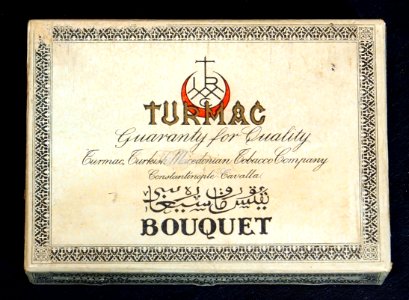 TURMAC
Guaranty for Quality
Turmac, Turkish Macedonian Tobacco Company
Constantinople-Cavalla
BOUQUET